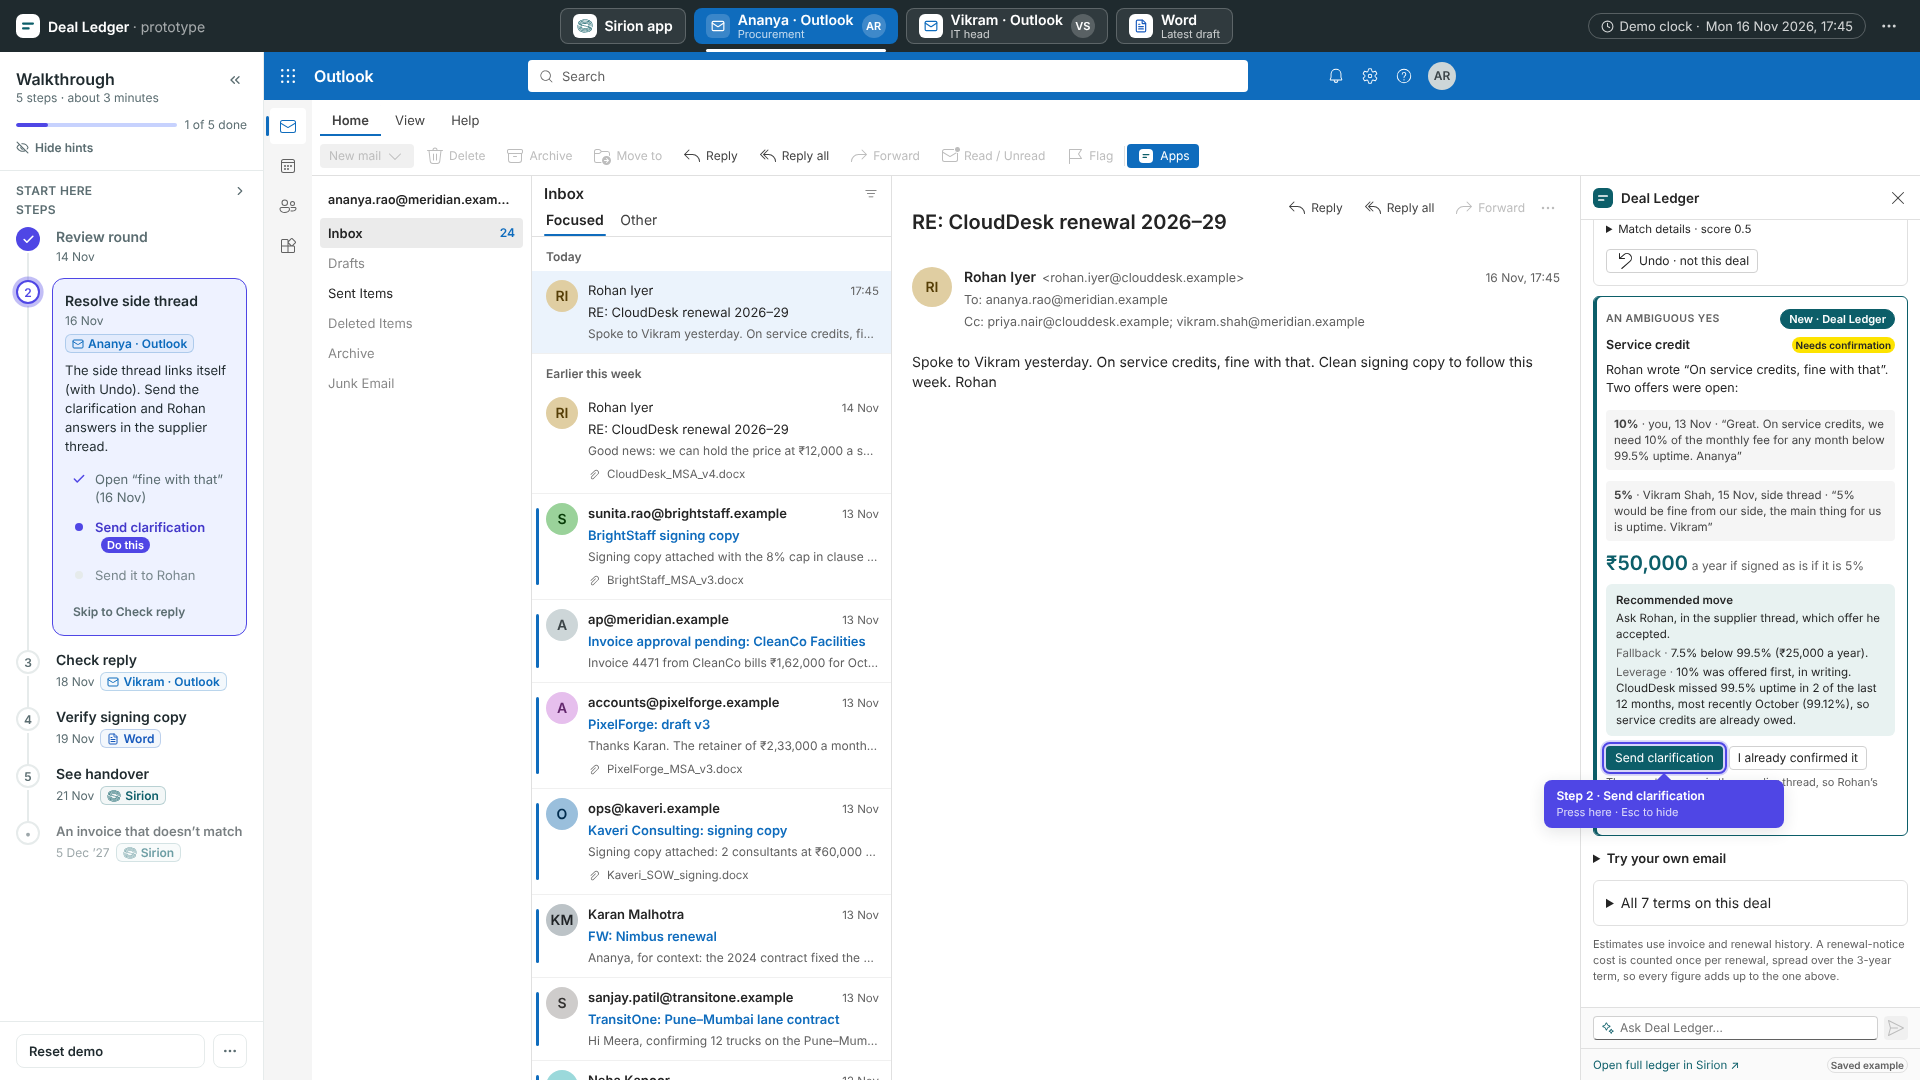 Deal Ledger · prototype
Sirion app
Ananya · Outlook
Procurement
AR
Vikram · Outlook
IT head
VS
Word
Latest draft
Demo clock · Mon 16 Nov 2026, 17:45
Walkthrough
5 steps · about 3 minutes
1 of 5 done
Hide hints
START HERE
STEPS
Review round
14 Nov
2
Resolve side thread
16 Nov
Ananya · Outlook
The side thread links itself
(with Undo). Send the
clarification and Rohan
answers in the supplier
thread.
Open “fine with that”
(16 Nov)
Send clarification
Do this
Send it to Rohan
Skip to Check reply
3
Check reply
18 Nov
Vikram · Outlook
4
Verify signing copy
19 Nov
Word
5
See handover
21 Nov
Sirion
An invoice that doesn’t match
5 Dec ’27
Sirion
Reset demo
Outlook
Search
AR
Home
View
Help
New mail
Delete
Archive
Move to
Reply
Reply all
Forward
Read / Unread
Flag
Apps
ananya.rao@meridian.exam...
Inbox
24
Drafts
Sent Items
Deleted Items
Archive
Junk Email
Inbox
Focused
Other
Today
RI
Rohan Iyer
17:45
RE: CloudDesk renewal 2026–29
Spoke to Vikram yesterday. On service credits, fi...
Earlier this week
RI
Rohan Iyer
14 Nov
RE: CloudDesk renewal 2026–29
Good news: we can hold the price at ₹12,000 a s...
CloudDesk_MSA_v4.docx
S
sunita.rao@brightstaff.example
13 Nov
BrightStaff signing copy
Signing copy attached with the 8% cap in clause ...
BrightStaff_MSA_v3.docx
A
ap@meridian.example
13 Nov
Invoice approval pending: CleanCo Facilities
Invoice 4471 from CleanCo bills ₹1,62,000 for Oct...
A
accounts@pixelforge.example
13 Nov
PixelForge: draft v3
Thanks Karan. The retainer of ₹2,33,000 a month...
PixelForge_MSA_v3.docx
O
ops@kaveri.example
13 Nov
Kaveri Consulting: signing copy
Signing copy attached: 2 consultants at ₹60,000 ...
Kaveri_SOW_signing.docx
KM
Karan Malhotra
13 Nov
FW: Nimbus renewal
Ananya, for context: the 2024 contract fixed the ...
S
sanjay.patil@transitone.example
13 Nov
TransitOne: Pune–Mumbai lane contract
Hi Meera, confirming 12 trucks on the Pune–Mum...
RE: CloudDesk renewal 2026–29
Reply
Reply all
Forward
RI
Rohan Iyer <rohan.iyer@clouddesk.example>
16 Nov, 17:45
To: ananya.rao@meridian.example
Cc: priya.nair@clouddesk.example; vikram.shah@meridian.example
Spoke to Vikram yesterday. On service credits, fine with that. Clean signing copy to follow this
week. Rohan
Deal Ledger
Match details · score 0.5
Undo · not this deal
AN AMBIGUOUS YES
New · Deal Ledger
Service credit
Needs confirmation
Rohan wrote “On service credits, fine with that”.
Two offers were open:
10% · you, 13 Nov · “Great. On service credits, we
need 10% of the monthly fee for any month below
99.5% uptime. Ananya”
5% · Vikram Shah, 15 Nov, side thread · “5%
would be fine from our side, the main thing for us
is uptime. Vikram”
₹50,000 a year if signed as is if it is 5%
Recommended move
Ask Rohan, in the supplier thread, which offer he
accepted.
Fallback · 7.5% below 99.5% (₹25,000 a year).
Leverage · 10% was offered first, in writing.
CloudDesk missed 99.5% uptime in 2 of the last
12 months, most recently October (99.12%), so
service credits are already owed.
Send clarification
I already confirmed it
thread, so Rohan’s
Step 2 · Send clarification
Press here · Esc to hide
Try your own email
All 7 terms on this deal
Estimates use invoice and renewal history. A renewal-notice
cost is counted once per renewal, spread over the 3-year
term, so every figure adds up to the one above.
Ask Deal Ledger...
Open full ledger in Sirion ↗
Saved example